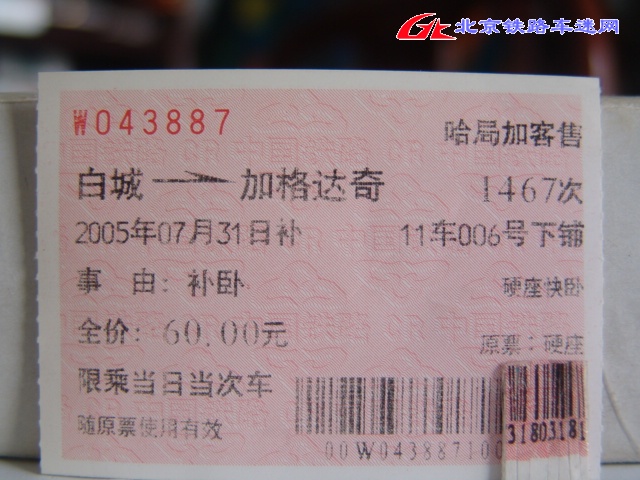 北京铁路车迷网
W043887
哈局加客售
白城 → 加格达奇
1467次
2005年07月31日补
11车006号下铺
事 由：补卧
硬座快卧
全价：60.00元
原票：硬座
限乘当日当次车
随原票使用有效
00W043887100
31803181